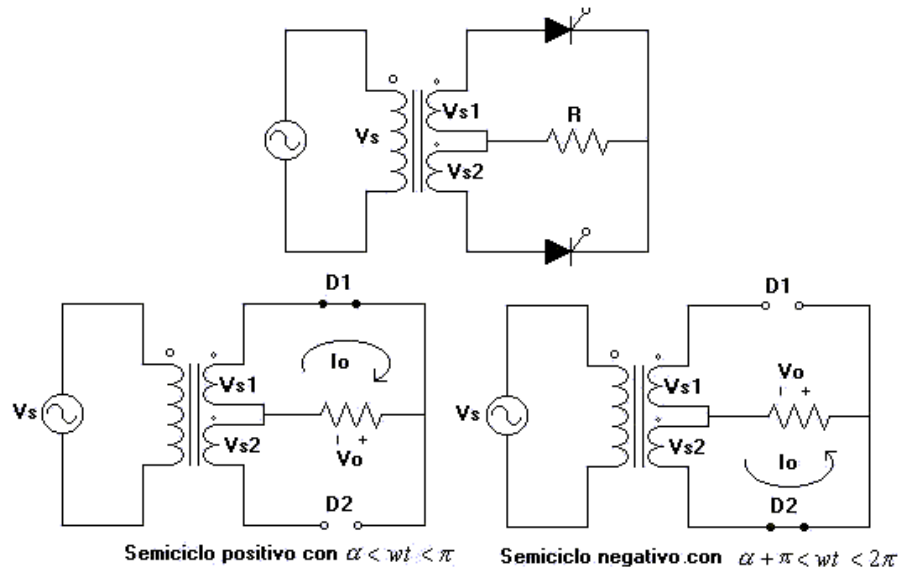 Vs
Vs1
R
Vs2
D1
D1
Io
Vo
Vs
Vs1
Vs
Vs1
Vs2
Vs2
Vo
Io
D2
D2
Semiciclo positivo con α < wt < π
Semiciclo negativo con α + π < wt < 2π